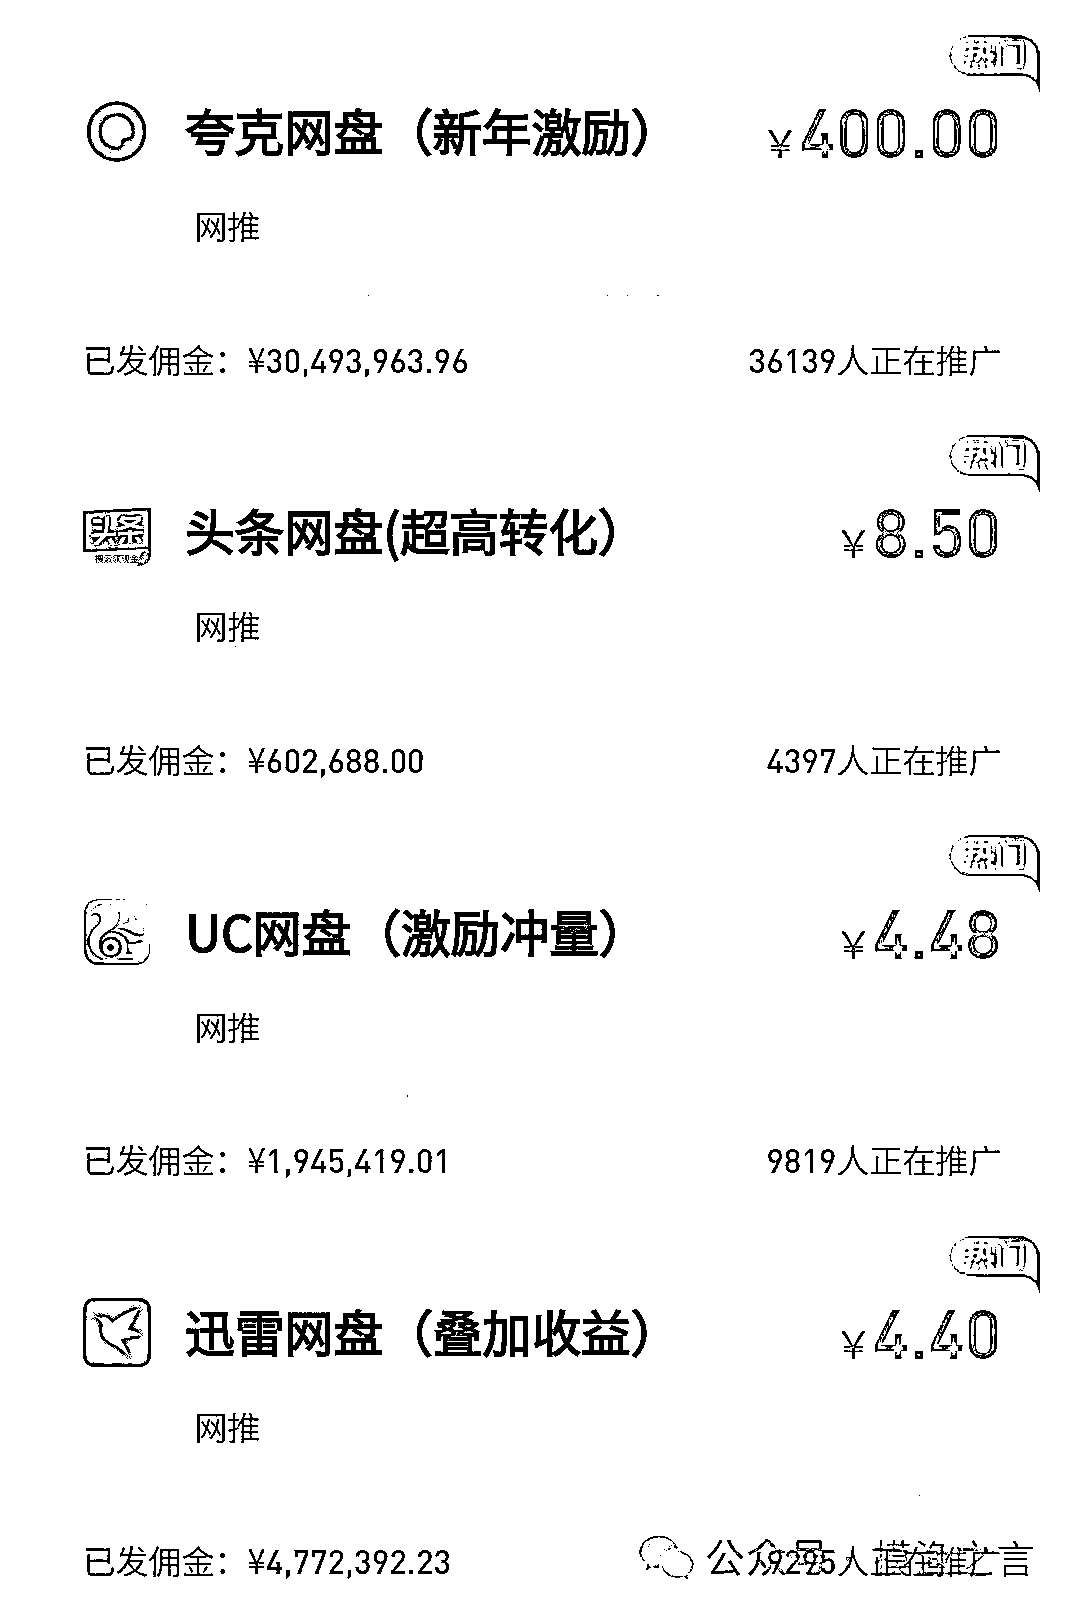 热门
夸克网盘（新年激励） ¥400.00
网推
已发佣金：¥30,493,963.96 36139人正在推广
热门
头条
头条网盘(超高转化） ¥8.50
网推
已发佣金：¥602,688.00 4397人正在推广
热门
UC网盘（激励冲量） ¥4.48
网推
已发佣金：¥1,945,419.01 9819人正在推广
热门
迅雷网盘（叠加收益） ¥4.40
网推
已发佣金：¥4,772,392.23 9295人正在推广
公众号